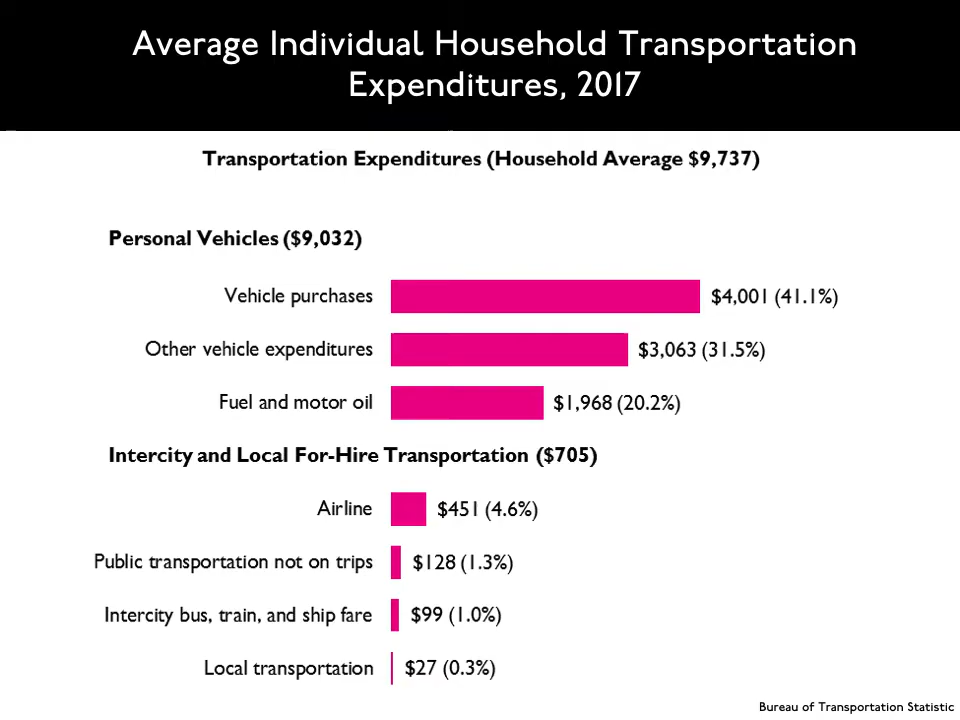 Average Individual Household Transportation
Expenditures, 2017
Transportation Expenditures (Household Average $9,737)
Personal Vehicles ($9,032)
Vehicle purchases $4,001 (41.1%)
Other vehicle expenditures $3,063 (31.5%)
Fuel and motor oil $1,968 (20.2%)
Intercity and Local For-Hire Transportation ($705)
Airline $451 (4.6%)
Public transportation not on trips $128 (1.3%)
Intercity bus, train, and ship fare $99 (1.0%)
Local transportation $27 (0.3%)
Bureau of Transportation Statistic